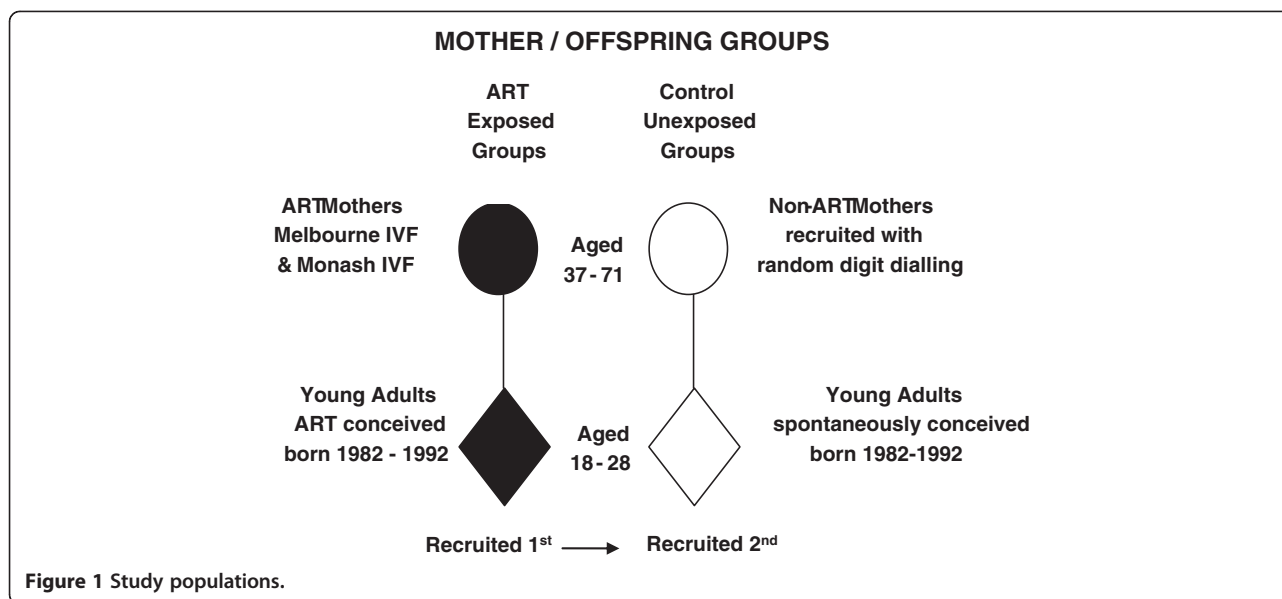 MOTHER / OFFSPRING GROUPS
ART
Exposed
Groups
Control
Unexposed
Groups
ARTMothers
Melbourne IVF
& Monash IVF
Aged
37 - 71
Non-ARTMothers
recruited with
random digit dialling
Young Adults
ART conceived
born 1982 - 1992
Aged
18 - 28
Young Adults
spontaneously conceived
born 1982-1992
Recruited 1st
Recruited 2nd
Figure 1 Study populations.